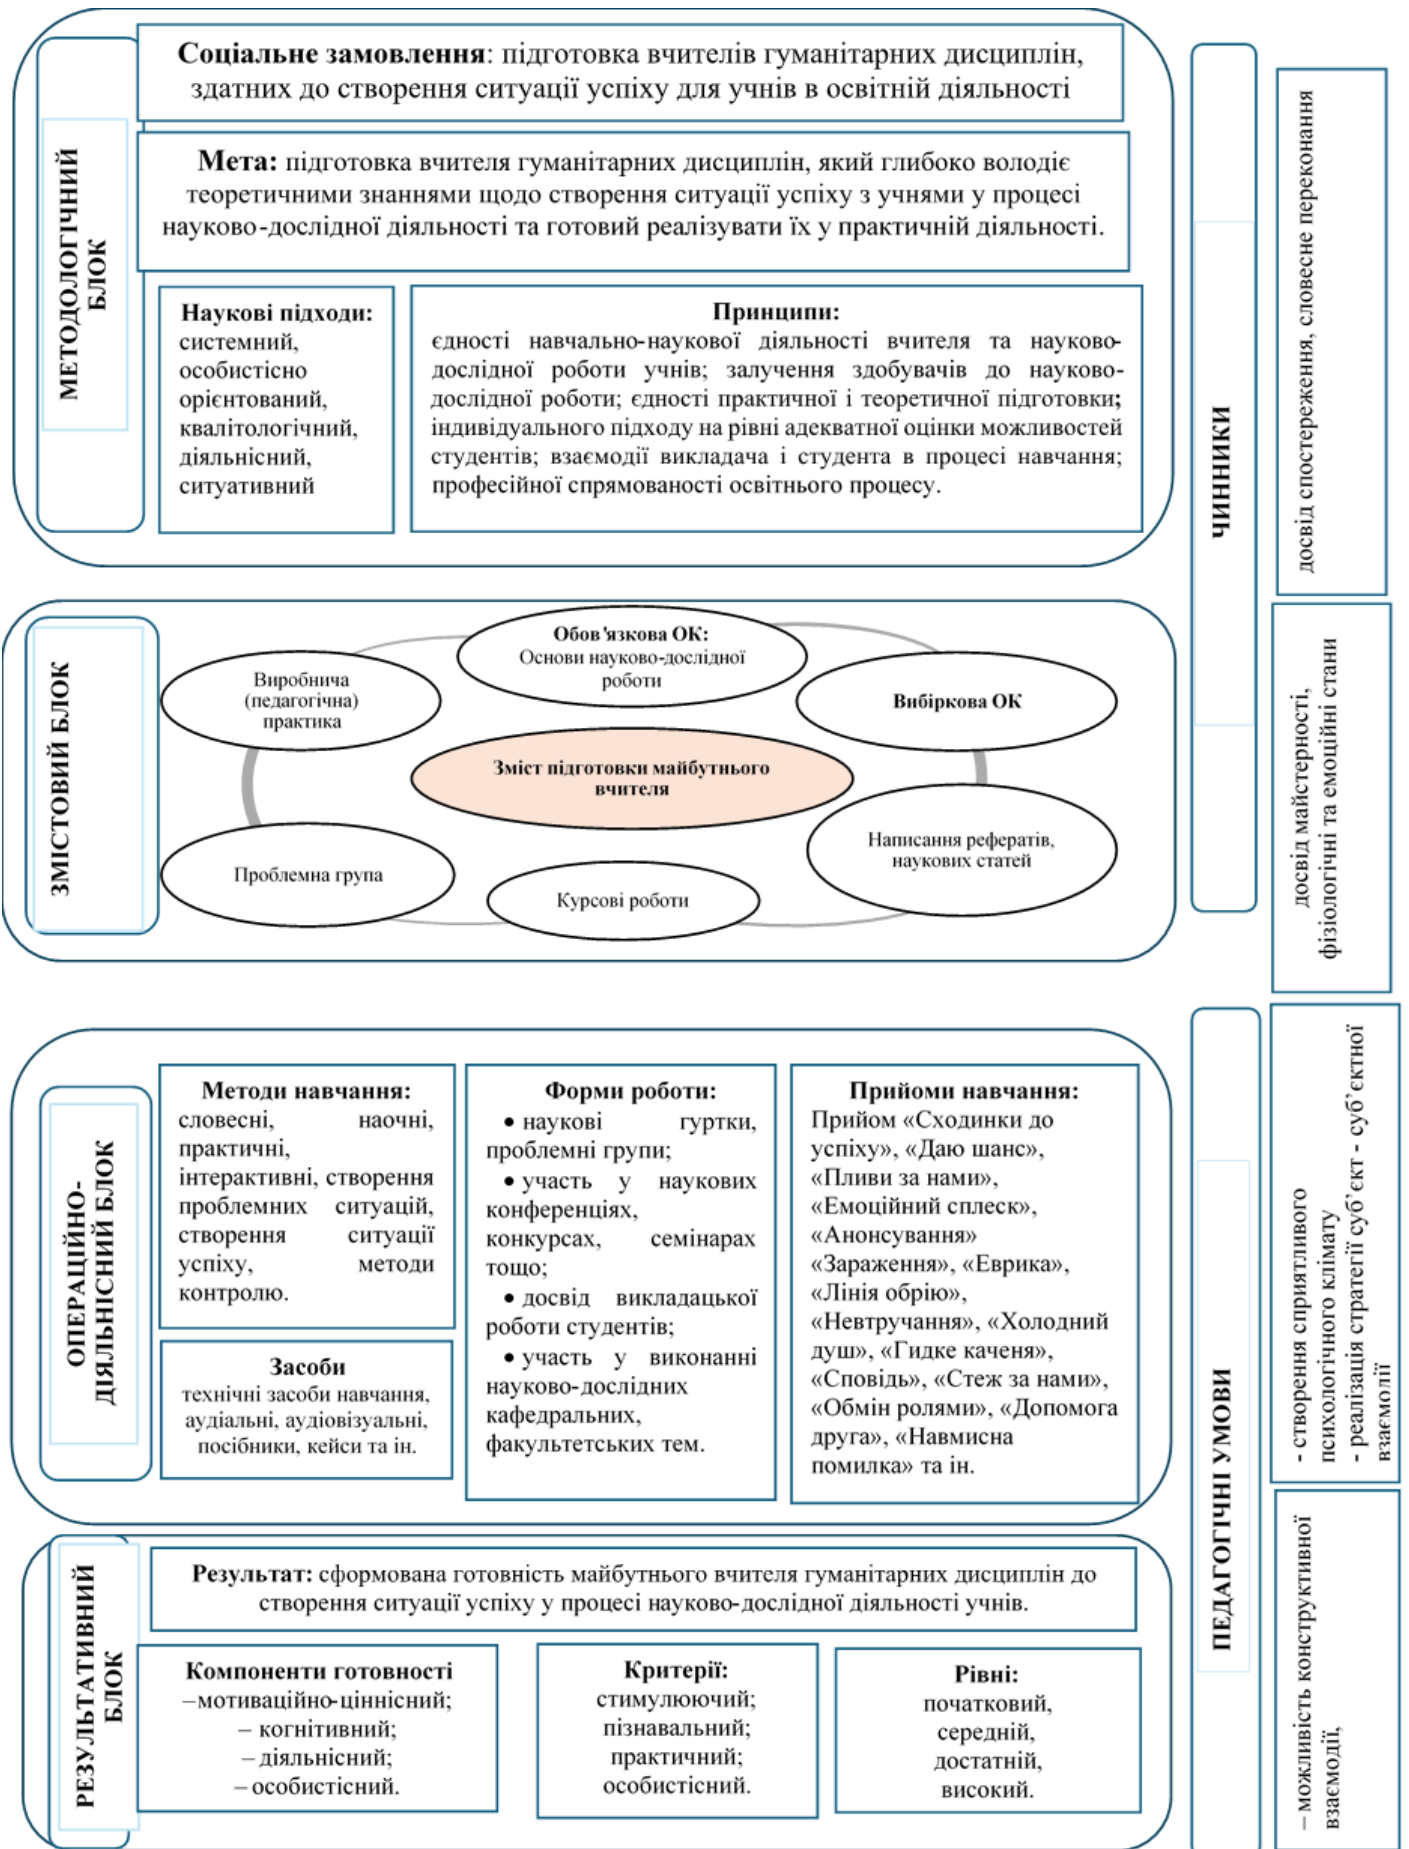 МЕТОДОЛОГІЧНИЙ
БЛОК
Соціальне замовлення: підготовка вчителів гуманітарних дисциплін,
здатних до створення ситуації успіху для учнів в освітній діяльності
Мета: підготовка вчителя гуманітарних дисциплін, який глибоко володіє
теоретичними знаннями щодо створення ситуації успіху з учнями у процесі
науково-дослідної діяльності та готовий реалізувати їх у практичній діяльності.
Наукові підходи:
системний,
особистісно
орієнтований,
квалітологічний,
діяльнісний,
ситуативний
Принципи:
єдності навчально-наукової діяльності вчителя та науково-
дослідної роботи учнів; залучення здобувачів до науково-
дослідної роботи; єдності практичної і теоретичної підготовки;
індивідуального підходу на рівні адекватної оцінки можливостей
студентів; взаємодії викладача і студента в процесі навчання;
професійної спрямованості освітнього процесу.
ЗМІСТОВИЙ БЛОК
Обов'язкова ОК:
Основи науково-дослідної
роботи
Виробнича
(педагогічна)
практика
Вибіркова ОК
Зміст підготовки майбутнього
вчителя
Написання рефератів,
наукових статей
Проблемна група
Курсові роботи
ОПЕРАЦІЙНО-
ДІЯЛЬНІСНИЙ БЛОК
Методи навчання:
словесні, наочні,
практичні,
інтерактивні, створення
проблемних ситуацій,
створення ситуації
успіху, методи
контролю.
Засоби
технічні засоби навчання,
аудіальні, аудіовізуальні,
посібники, кейси та ін.
Форми роботи:
• наукові гуртки,
проблемні групи;
• участь у наукових
конференціях,
конкурсах, семінарах
тощо;
• досвід викладацької
роботи студентів;
• участь у виконанні
науково-дослідних
кафедральних,
факультетських тем.
Прийоми навчання:
Прийом «Сходинки до
успіху», «Даю шанс»,
«Пливи за нами»,
«Емоційний сплеск»,
«Анонсування»
«Зараження», «Еврика»,
«Лінія обрію»,
«Невтручання», «Холодний
душ», «Гидке каченя»,
«Сповідь», «Стеж за нами»,
«Обмін ролями», «Допомога
друга», «Навмисна
помилка» та ін.
РЕЗУЛЬТАТИВНИЙ
БЛОК
Результат: сформована готовність майбутнього вчителя гуманітарних дисциплін до
створення ситуації успіху у процесі науково-дослідної діяльності учнів.
Компоненти готовності
–мотиваційно-ціннісний;
– когнітивний;
– діяльнісний;
– особистісний.
Критерії:
стимулюючий;
пізнавальний;
практичний;
особистісний.
Рівні:
початковий,
середній,
достатній,
високий.
ЧИННИКИ
досвід спостереження, словесне переконання
досвід майстерності,
фізіологічні та емоційні стани
ПЕДАГОГІЧНІ УМОВИ
- створення сприятливого
психологічного клімату
- реалізація стратегії суб’єкт - суб’єктної
взаємодії
– можливість конструктивної
взаємодії,